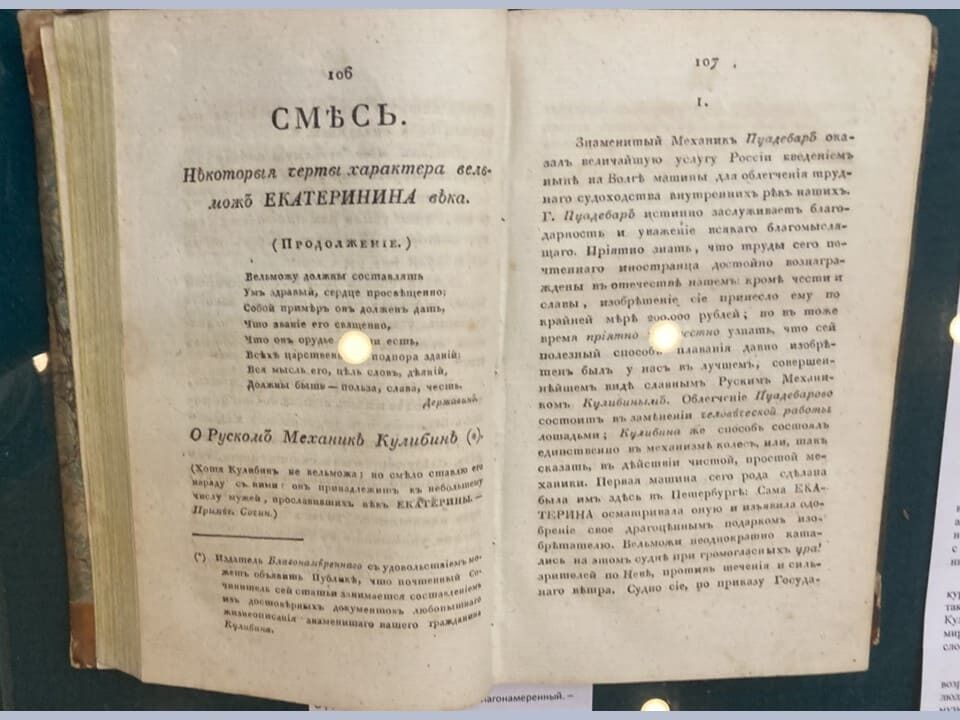 106
СМѢСЬ.
Нѣкоторыя черты характера вель-
можъ ЕКАТЕРИНИНА вѣка.
(ПРОДОЛЖЕНІЕ.)
Вельможу должны составлять
Умъ здравый, сердце просвѣщенно;
Собой примѣръ онъ долженъ дать,
Что званіе его священно,
Что онъ орудье есть,
Всѣхъ царственн подпора зданій;
Вся мысль его, цѣль словъ, дѣяній,
Должны быть — польза, слава, честь.
Державинъ.
О Рускомъ Механикѣ Кулибинѣ (*).
(Хотя Кулибинъ не вельможа; но смѣло ставлю его
наряду съ ними: онъ принадлежитъ къ небольшему
числу мужей, прославившихъ вѣкъ ЕКАТЕРИНЫ. —
Примѣч. Сочин.)
(*) Издатель Благонамѣреннаго съ удовольствіемъ мо-
жетъ объявить Публикѣ, что почтенный Со-
чинитель сей статьи занимается составленіемъ
изъ достовѣрныхъ документовъ любопытнаго
жизнеописанія знаменитаго нашего гражданина
Кулибина.
107
I.
Знаменитый Механикъ Пуадебаръ ока-
залъ величайшую услугу Россіи введеніемъ
нынѣ на Волгѣ машины для облегченія труд-
наго судоходства внутреннихъ рѣкъ нашихъ.
Г. Пуадебаръ истинно заслуживаетъ благо-
дарность и уваженіе всякаго благомысля-
щаго. Пріятно знать, что труды сего по-
чтеннаго иностранца достойно вознагра-
ждены въ отечествѣ нашемъ: кромѣ чести и
славы, изобрѣтеніе сіе принесло ему по
крайней мѣрѣ 200.000 рублей; но въ тоже
время пріятно узнать, что сей
полезный способъ плаванія давно изобрѣ-
тенъ былъ у насъ въ лучшемъ, совершен-
нѣйшемъ видѣ славнымъ Рускимъ Механи-
комъ Кулибинымъ. Облегченіе Пуадебарово
состоитъ въ замѣненіи человѣческой работы
лошадьми; Кулибина же способъ состоялъ
единственно въ механизмѣ колесъ, или, такъ
сказать, въ дѣйствіи чистой, простой ме-
ханики. Первая машина сего рода сдѣлана
была имъ здѣсь въ Петербургѣ: Сама ЕКА-
ТЕРИНА осматривала оную и изъявила одо-
бреніе свое драгоцѣннымъ подаркомъ изо-
брѣтателю. Вельможи неоднократно ката-
лись на этомъ суднѣ при громогласныхъ ура!
зрителей по Невѣ, противъ теченія и силь-
наго вѣтра. Судно сіе, по приказу Госуда-
лагонамеренный. –